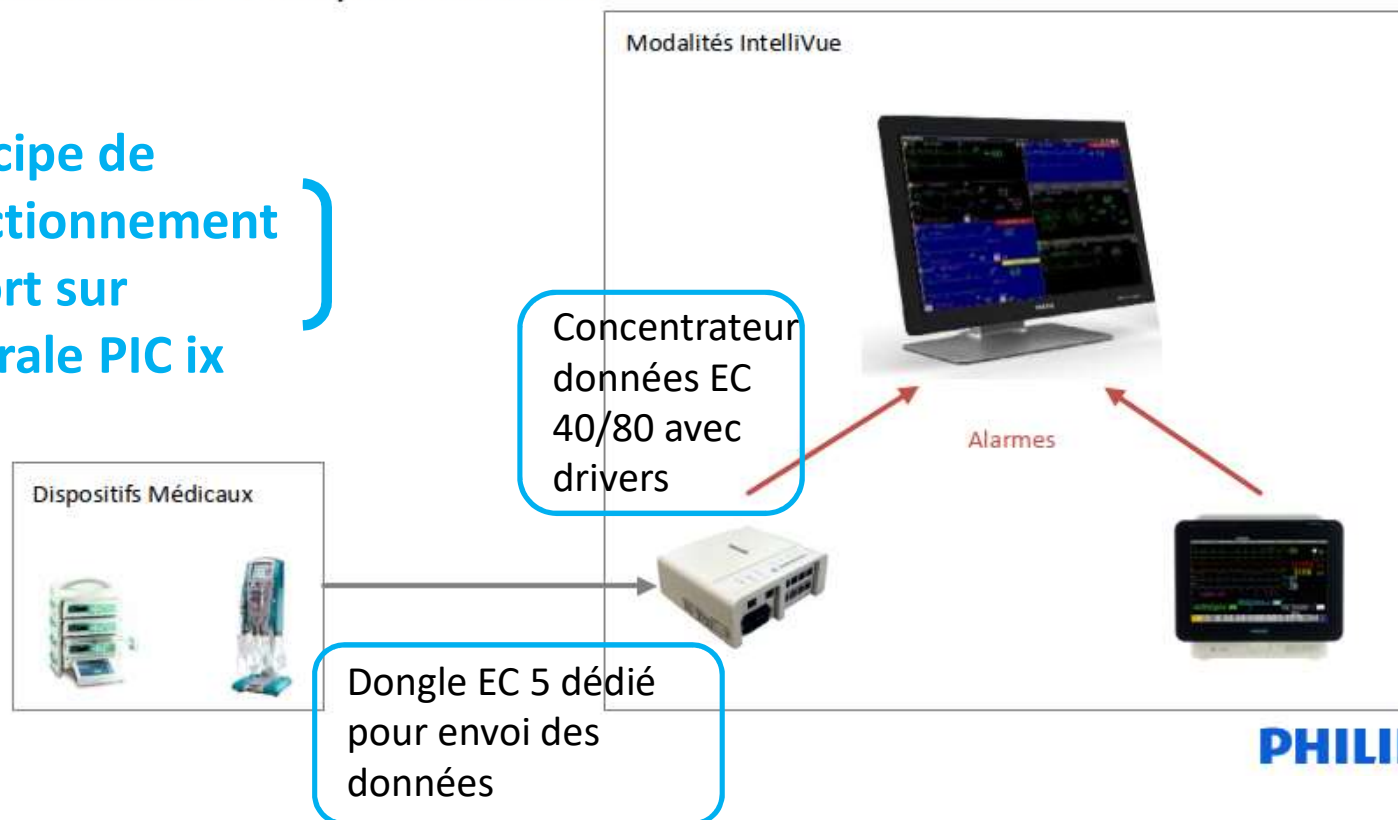 Modalités IntelliVue
cipe de
ctionnement
ort sur
rale PIC ix
Concentrateur
données EC
40/80 avec
drivers
Alarmes
Dispositifs Médicaux
Dongle EC 5 dédié
pour envoi des
données
PHILI